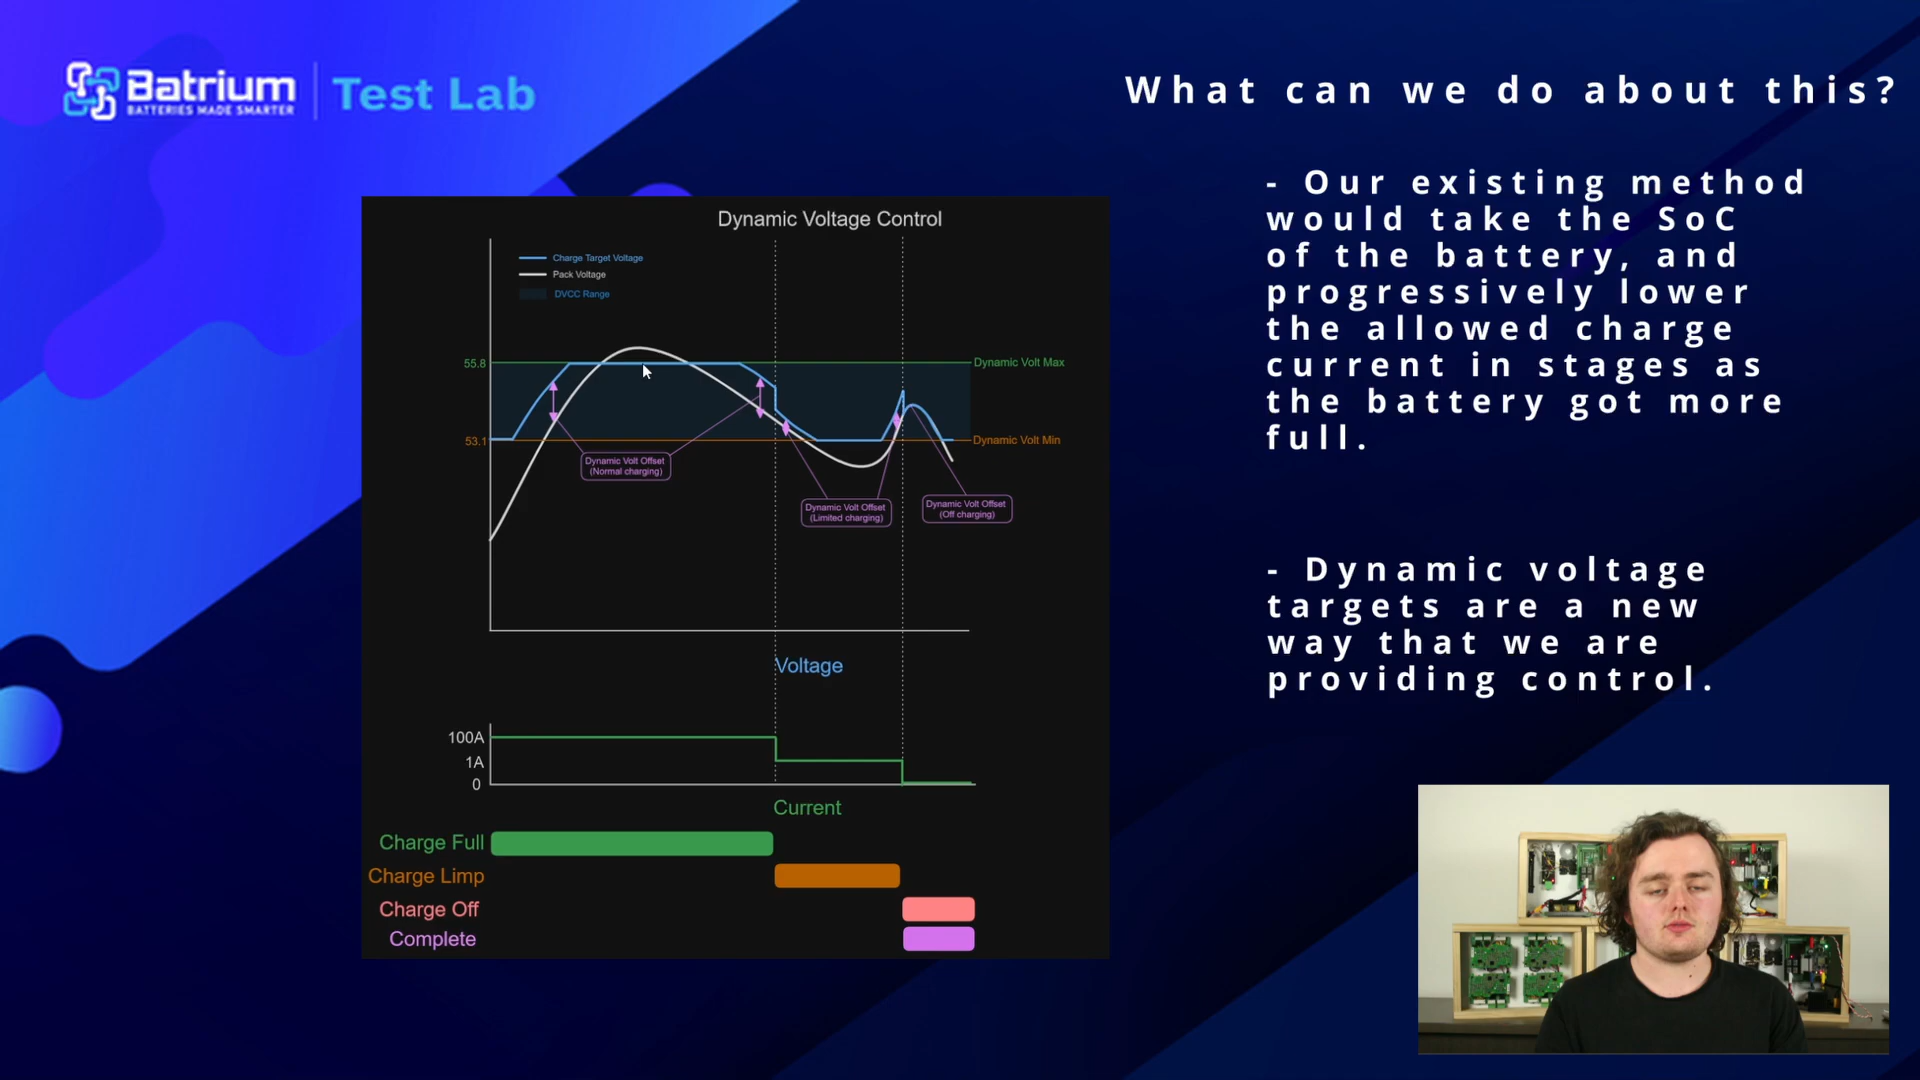 Batrium
BATTERIES MADE SMARTER
Test Lab
What can we do about this?
- Our existing method
would take the SoC
of the battery, and
progressively lower
the allowed charge
current in stages as
the battery got more
full.
- Dynamic voltage
targets are a new
way that we are
providing control.
Dynamic Voltage Control
Charge Target Voltage
Pack Voltage
DVCC Range
55.8
Dynamic Volt Max
53.1
Dynamic Volt Min
Dynamic Volt Offset
(Normal charging)
Dynamic Volt Offset
(Limited charging)
Dynamic Volt Offset
(Off charging)
Voltage
100A
1A
0
Current
Charge Full
Charge Limp
Charge Off
Complete